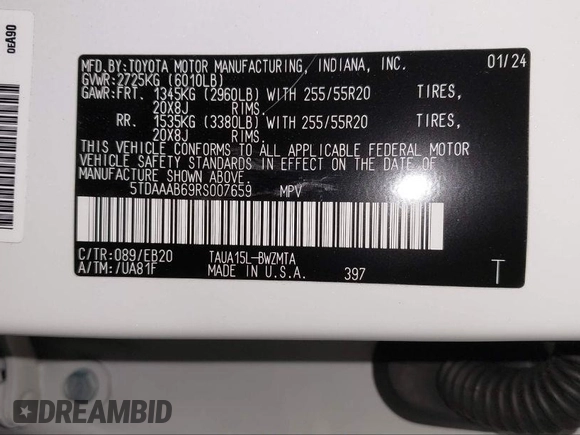 0EA90
MFD.BY:TOYOTA MOTOR MANUFACTURING, INDIANA, INC. 01/24
GVWR:2725KG (6010LB)
GAWR:FRT. 1345KG (2960LB) WITH 255/55R20 TIRES,
20X8J RIMS.
RR. 1535KG (3380LB) WITH 255/55R20 TIRES,
20X8J RIMS.
THIS VEHICLE CONFORMS TO ALL APPLICABLE FEDERAL MOTOR
VEHICLE SAFETY STANDARDS IN EFFECT ON THE DATE OF
MANUFACTURE SHOWN ABOVE.
5TDAAAB69RS007659 MPV
C/TR:089/EB20 TAUA15L-BWZMTA
A/TM:/UA81F MADE IN U.S.A. 397 T
DREAMBID